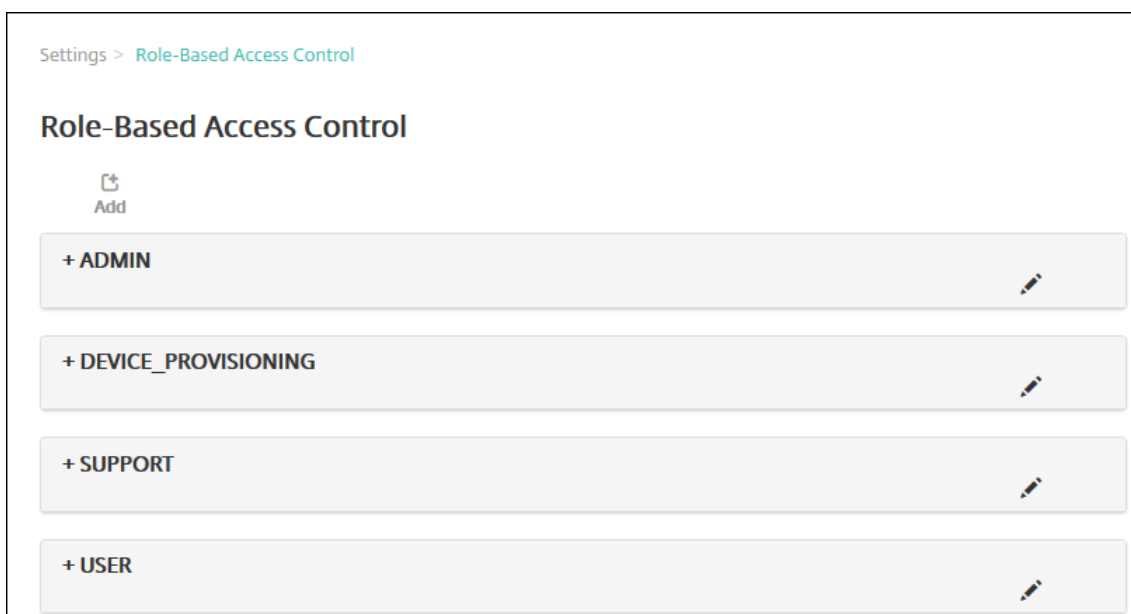 Settings > Role-Based Access Control
Role-Based Access Control
Add
+ ADMIN
+ DEVICE_PROVISIONING
+ SUPPORT
+ USER